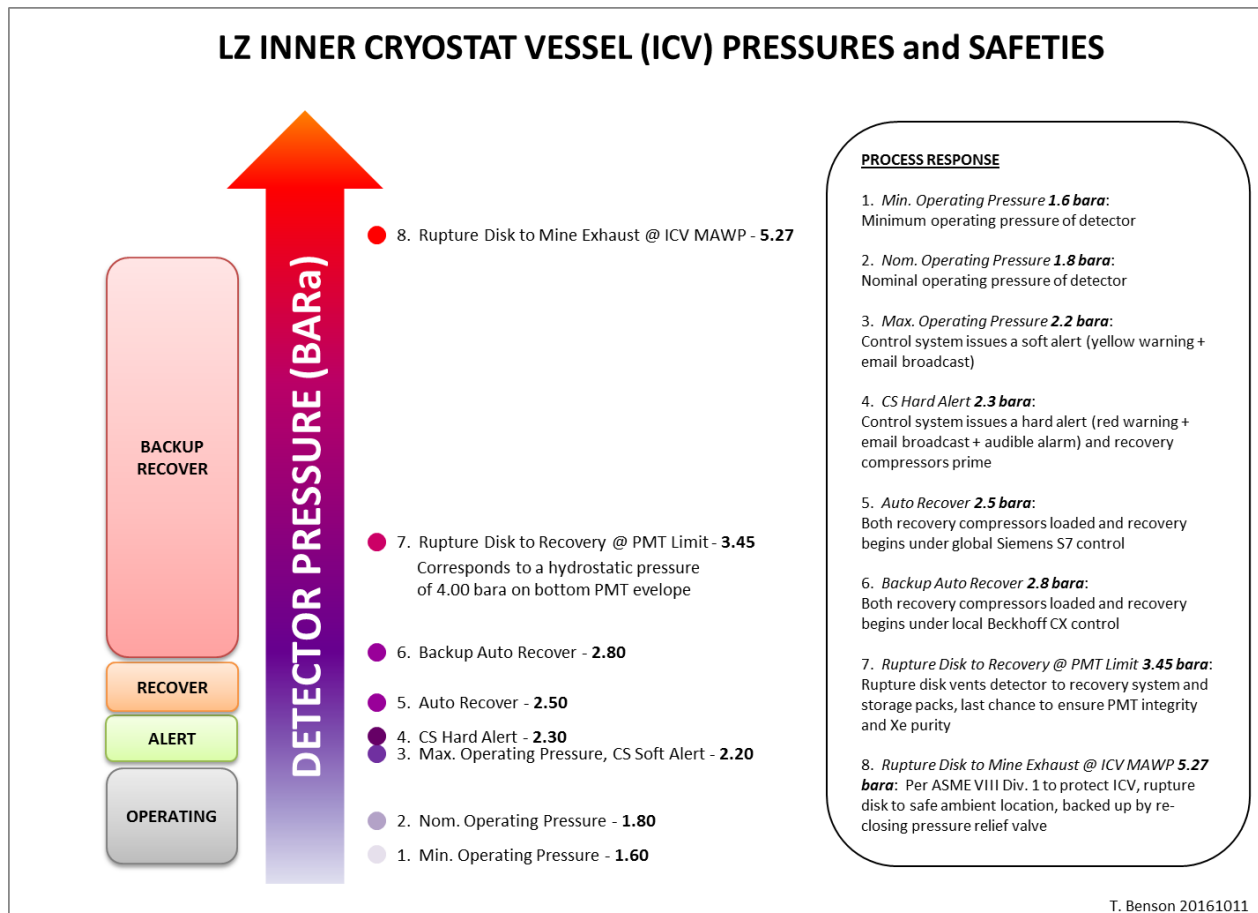 LZ INNER CRYOSTAT VESSEL (ICV) PRESSURES and SAFETIES
BACKUP
RECOVER
RECOVER
ALERT
OPERATING
DETECTOR PRESSURE (BARa)
8. Rupture Disk to Mine Exhaust @ ICV MAWP - 5.27
7. Rupture Disk to Recovery @ PMT Limit - 3.45
Corresponds to a hydrostatic pressure
of 4.00 bara on bottom PMT evelope
6. Backup Auto Recover - 2.80
5. Auto Recover - 2.50
4. CS Hard Alert - 2.30
3. Max. Operating Pressure, CS Soft Alert - 2.20
2. Nom. Operating Pressure - 1.80
1. Min. Operating Pressure - 1.60
PROCESS RESPONSE
1. Min. Operating Pressure 1.6 bara:
Minimum operating pressure of detector
2. Nom. Operating Pressure 1.8 bara:
Nominal operating pressure of detector
3. Max. Operating Pressure 2.2 bara:
Control system issues a soft alert (yellow warning +
email broadcast)
4. CS Hard Alert 2.3 bara:
Control system issues a hard alert (red warning +
email broadcast + audible alarm) and recovery
compressors prime
5. Auto Recover 2.5 bara:
Both recovery compressors loaded and recovery
begins under global Siemens S7 control
6. Backup Auto Recover 2.8 bara:
Both recovery compressors loaded and recovery
begins under local Beckhoff CX control
7. Rupture Disk to Recovery @ PMT Limit 3.45 bara:
Rupture disk vents detector to recovery system and
storage packs, last chance to ensure PMT integrity
and Xe purity
8. Rupture Disk to Mine Exhaust @ ICV MAWP 5.27
bara: Per ASME VIII Div. 1 to protect ICV, rupture
disk to safe ambient location, backed up by re-
closing pressure relief valve
T. Benson 20161011